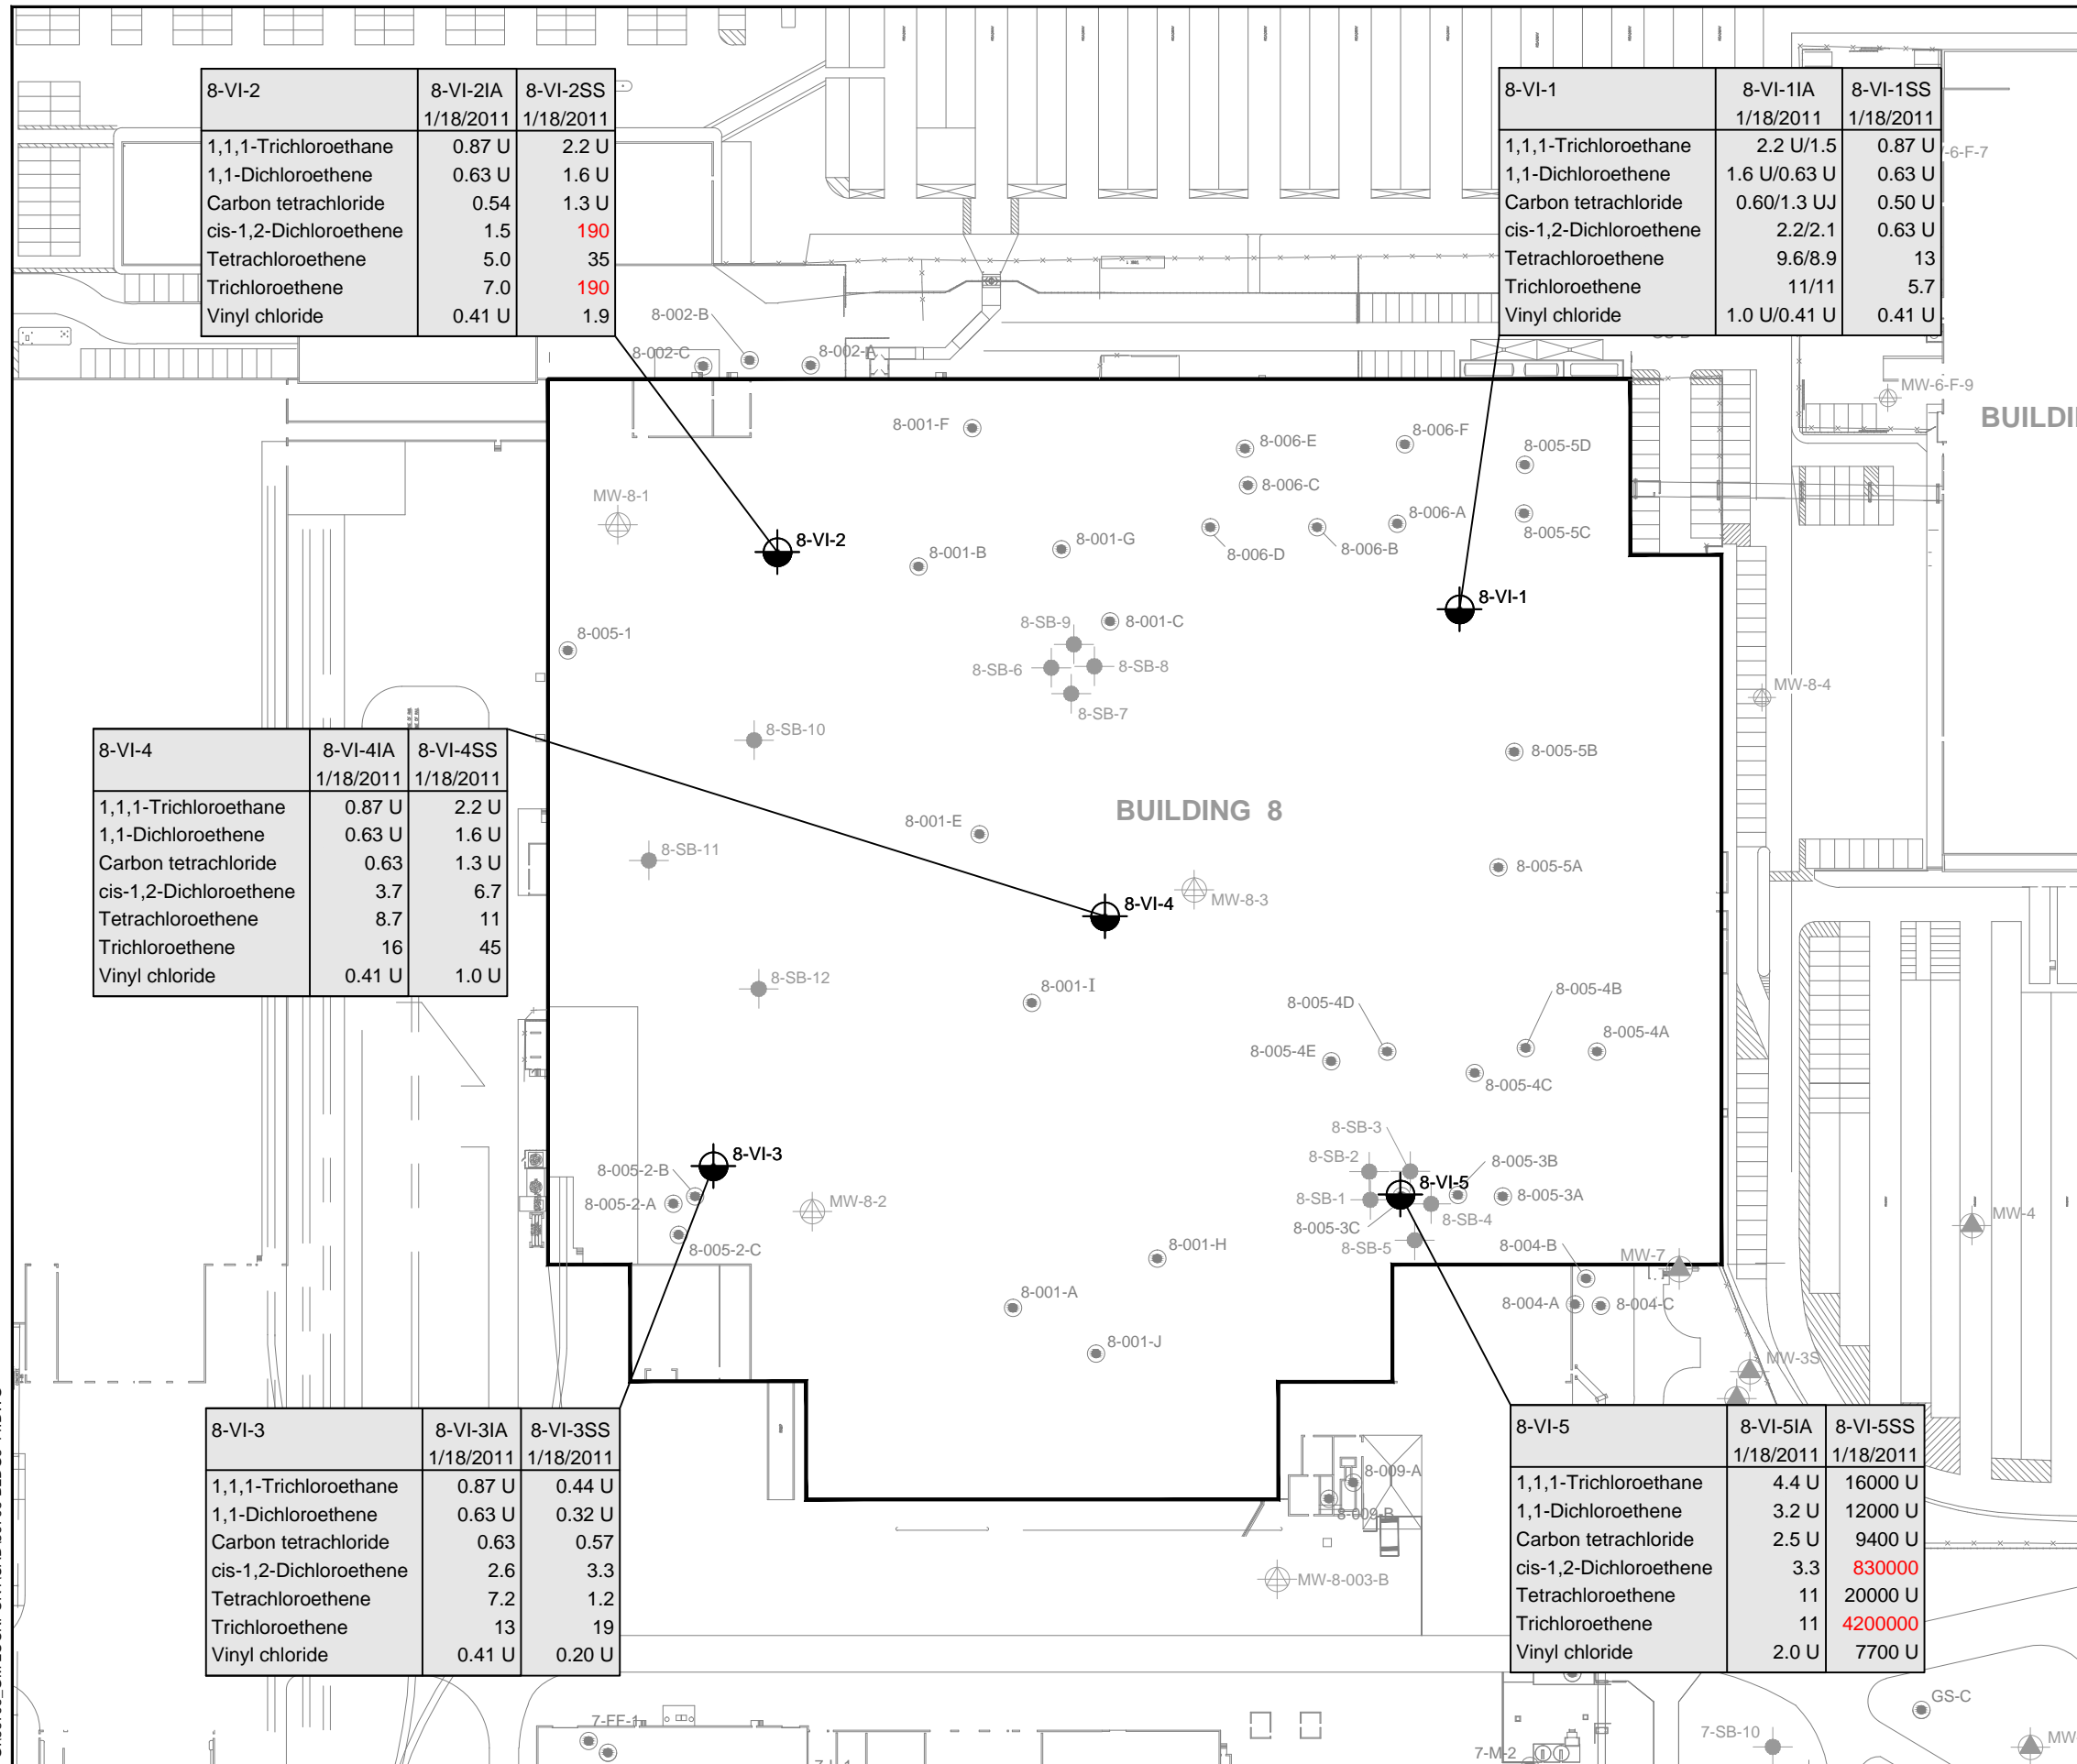 8-VI-2 8-VI-2IA 8-VI-2SS
1/18/2011 1/18/2011
1,1,1-Trichloroethane 0.87 U 2.2 U
1,1-Dichloroethene 0.63 U 1.6 U
Carbon tetrachloride 0.54 1.3 U
cis-1,2-Dichloroethene 1.5 190
Tetrachloroethene 5.0 35
Trichloroethene 7.0 190
Vinyl chloride 0.41 U 1.9
8-VI-1 8-VI-1IA 8-VI-1SS
1/18/2011 1/18/2011
1,1,1-Trichloroethane 2.2 U/1.5 0.87 U
1,1-Dichloroethene 1.6 U/0.63 U 0.63 U
Carbon tetrachloride 0.60/1.3 UJ 0.50 U
cis-1,2-Dichloroethene 2.2/2.1 0.63 U
Tetrachloroethene 9.6/8.9 13
Trichloroethene 11/11 5.7
Vinyl chloride 1.0 U/0.41 U 0.41 U
-6-F-7
8-002-B
8-002-C
8-002-A
MW-6-F-9
BUILDI
8-001-F
8-006-E
8-006-F
8-005-5D
8-006-C
MW-8-1
8-006-A
8-005-5C
8-VI-2
8-001-B
8-001-G
8-006-D
8-006-B
8-VI-1
8-005-1
8-SB-9
8-001-C
8-SB-6
8-SB-8
8-SB-7
MW-8-4
8-SB-10
8-005-5B
8-VI-4 8-VI-4IA 8-VI-4SS
1/18/2011 1/18/2011
1,1,1-Trichloroethane 0.87 U 2.2 U
1,1-Dichloroethene 0.63 U 1.6 U
Carbon tetrachloride 0.63 1.3 U
cis-1,2-Dichloroethene 3.7 6.7
Tetrachloroethene 8.7 11
Trichloroethene 16 45
Vinyl chloride 0.41 U 1.0 U
BUILDING 8
8-001-E
8-SB-11
8-005-5A
8-VI-4
MW-8-3
8-SB-12
8-001-I
8-005-4D
8-005-4B
8-005-4E
8-005-4A
8-005-4C
8-SB-3
8-VI-3
8-005-2-B
8-SB-2
8-005-3B
8-VI-5
8-005-2-A
MW-8-2
8-SB-1
8-005-3A
8-005-3C
8-SB-4
MW-4
8-005-2-C
8-001-H
8-SB-5
8-004-B
MW-7
8-001-A
8-004-A
8-004-C
8-001-J
MW-3S
8-VI-3 8-VI-3IA 8-VI-3SS
1/18/2011 1/18/2011
1,1,1-Trichloroethane 0.87 U 0.44 U
1,1-Dichloroethene 0.63 U 0.32 U
Carbon tetrachloride 0.63 0.57
cis-1,2-Dichloroethene 2.6 3.3
Tetrachloroethene 7.2 1.2
Trichloroethene 13 19
Vinyl chloride 0.41 U 0.20 U
8-VI-5 8-VI-5IA 8-VI-5SS
1/18/2011 1/18/2011
1,1,1-Trichloroethane 4.4 U 16000 U
1,1-Dichloroethene 3.2 U 12000 U
Carbon tetrachloride 2.5 U 9400 U
cis-1,2-Dichloroethene 3.3 830000
Tetrachloroethene 11 20000 U
Trichloroethene 11 4200000
Vinyl chloride 2.0 U 7700 U
8-009-A
8-009-B
MW-8-003-B
GS-C
7-FF-1
7-SB-10
7-M-2
MW